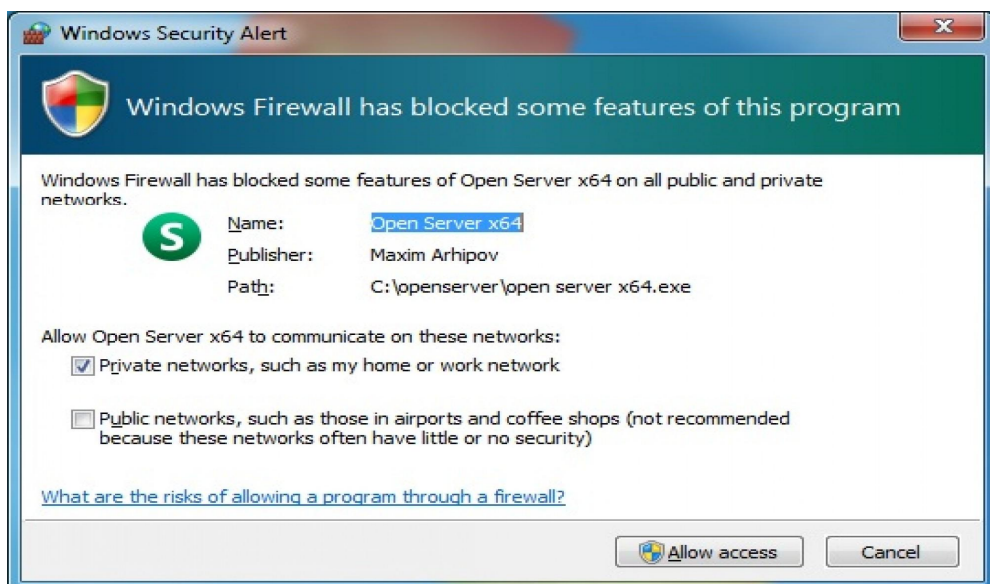 Windows Security Alert
Windows Firewall has blocked some features of this program
Windows Firewall has blocked some features of Open Server x64 on all public and private
networks.
S
Name: Open Server x64
Publisher: Maxim Arhipov
Path: C:\openserver\open server x64.exe
Allow Open Server x64 to communicate on these networks:
Private networks, such as my home or work network
Public networks, such as those in airports and coffee shops (not recommended
because these networks often have little or no security)
What are the risks of allowing a program through a firewall?
Allow access Cancel